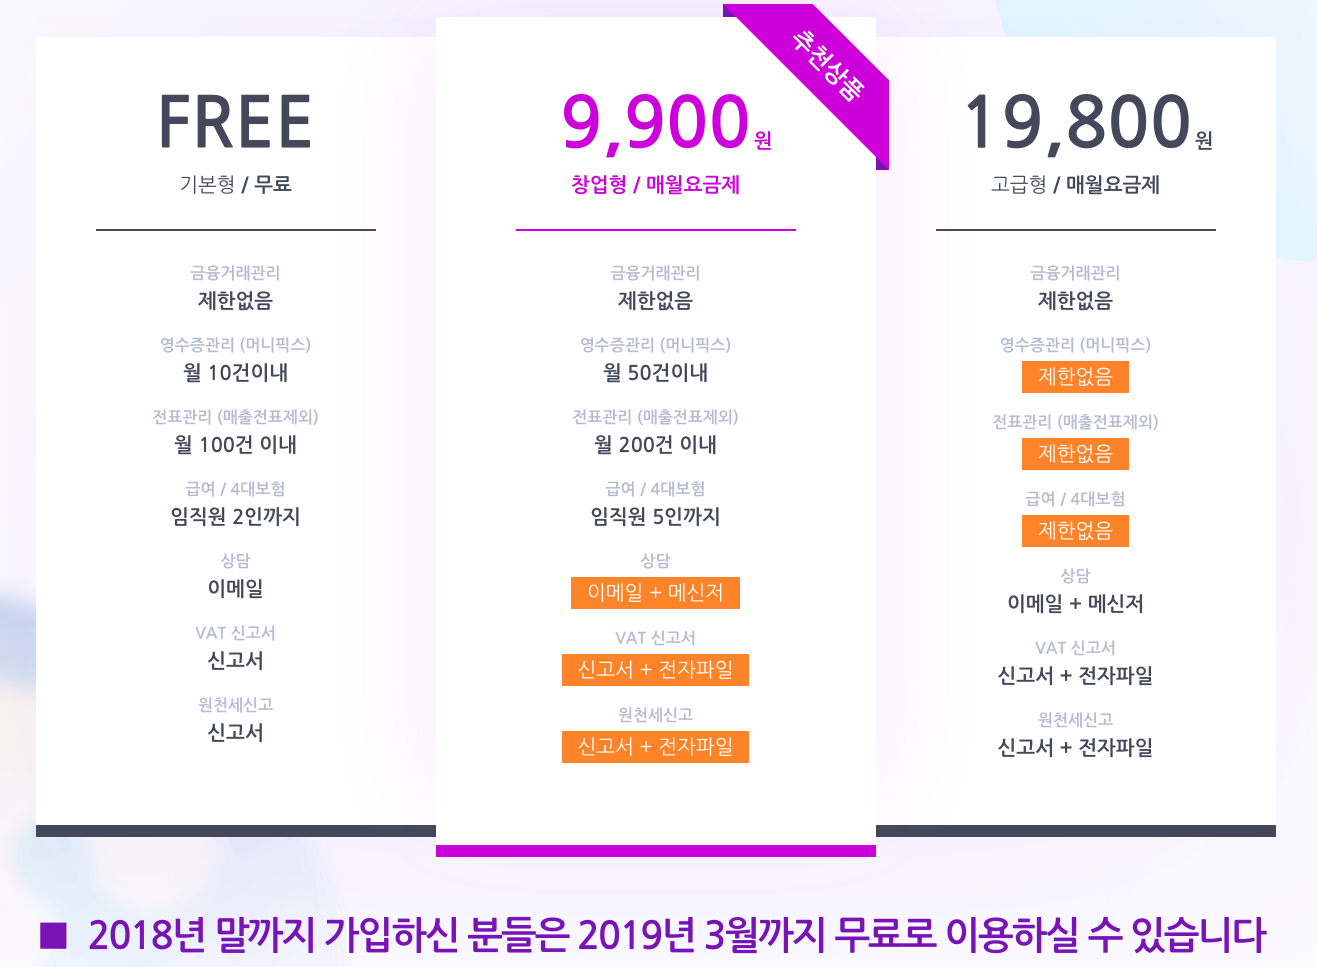 FREE
기본형 / 무료
금융거래관리
제한없음
영수증관리 (머니픽스)
월 10건이내
전표관리 (매출전표제외)
월 100건 이내
급여 / 4대보험
임직원 2인까지
상담
이메일
VAT 신고서
신고서
원천세신고
신고서
추천상품
9,900원
창업형 / 매월요금제
금융거래관리
제한없음
영수증관리 (머니픽스)
월 50건이내
전표관리 (매출전표제외)
월 200건 이내
급여 / 4대보험
임직원 5인까지
상담
이메일 + 메신저
VAT 신고서
신고서 + 전자파일
원천세신고
신고서 + 전자파일
19,800원
고급형 / 매월요금제
금융거래관리
제한없음
영수증관리 (머니픽스)
제한없음
전표관리 (매출전표제외)
제한없음
급여 / 4대보험
제한없음
상담
이메일 + 메신저
VAT 신고서
신고서 + 전자파일
원천세신고
신고서 + 전자파일
■ 2018년 말까지 가입하신 분들은 2019년 3월까지 무료로 이용하실 수 있습니다